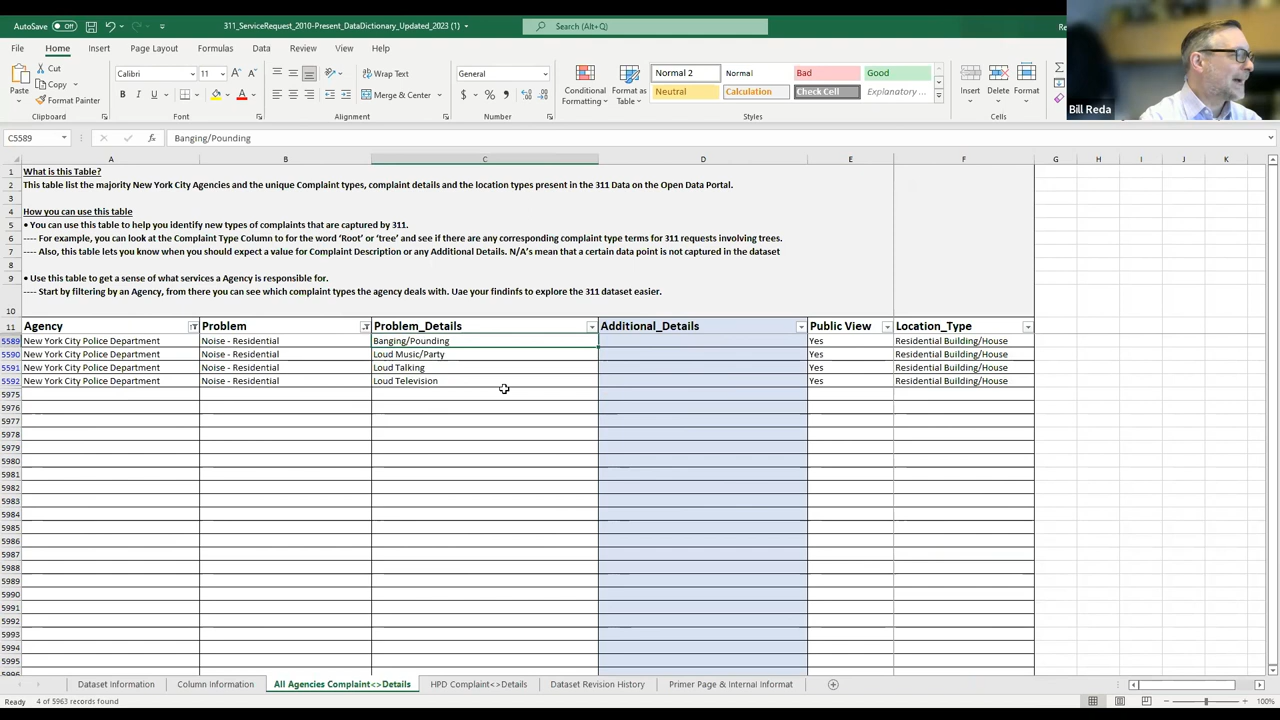 AutoSave Off 311_ServiceRequest_2010-Present_DataDictionary_Updated_2023 (1) Search (Alt+Q)
File Home Insert Page Layout Formulas Data Review View Help
Paste Cut Copy Format Painter
Calibri 11 Wrap Text Merge & Center General
Conditional Formatting Format as Table
Normal 2 Normal Bad Good
Neutral Calculation Check Cell Explanatory ...
Insert Delete Format
Bill Reda
Clipboard Font Alignment Number Styles Cells
C5589 Banging/Pounding
A B C D E F G H I J K
1 What is this Table?
2 This table list the majority New York City Agencies and the unique Complaint types, complaint details and the location types present in the 311 Data on the Open Data Portal.
3
4 How you can use this table
5 • You can use this table to help you identify new types of complaints that are captured by 311.
6 ---- For example, you can look at the Complaint Type Column to for the word ‘Root’ or ‘tree’ and see if there are any corresponding complaint type terms for 311 requests involving trees.
---- Also, this table lets you know when you should expect a value for Complaint Description or any Additional Details. N/A’s mean that a certain data point is not captured in the dataset
8
9 • Use this table to get a sense of what services a Agency is responsible for.
---- Start by filtering by an Agency, from there you can see which complaint types the agency deals with. Uae your findinfs to explore the 311 dataset easier.
10
11 Agency Problem Problem_Details Additional_Details Public View Location_Type
5589 New York City Police Department Noise - Residential Banging/Pounding Yes Residential Building/House
5590 New York City Police Department Noise - Residential Loud Music/Party Yes Residential Building/House
5591 New York City Police Department Noise - Residential Loud Talking Yes Residential Building/House
5592 New York City Police Department Noise - Residential Loud Television Yes Residential Building/House
5975
5976
5977
5978
5979
5980
5981
5982
5983
5984
5985
5986
5987
5988
5989
5990
5991
5992
5993
5994
5995
5996
Dataset Information Column Information All Agencies Complaint<>Details HPD Complaint<>Details Dataset Revision History Primer Page & Internal Informat
Ready 4 of 5963 records found 100%